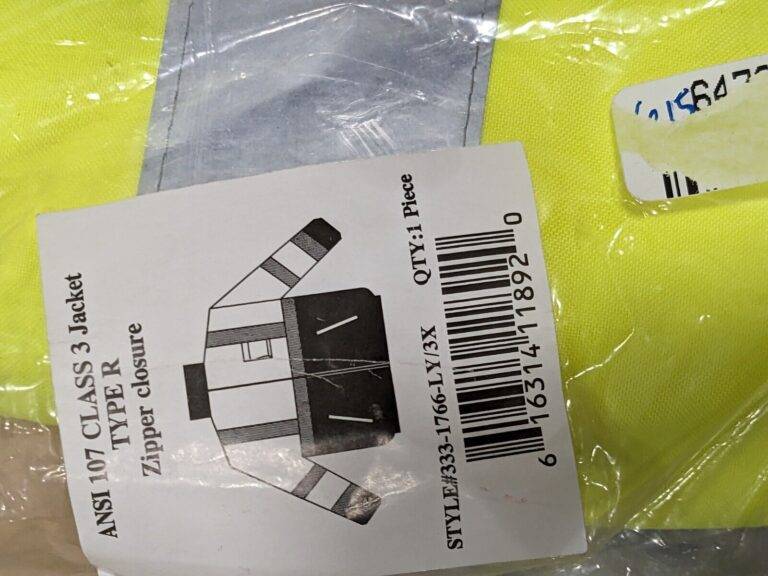 ANSI 107 CLASS 3 Jacket
TYPE R
Zipper closure
STYLE#333-1766-LY/3X QTY:1 Piece
6 16314 11892 0